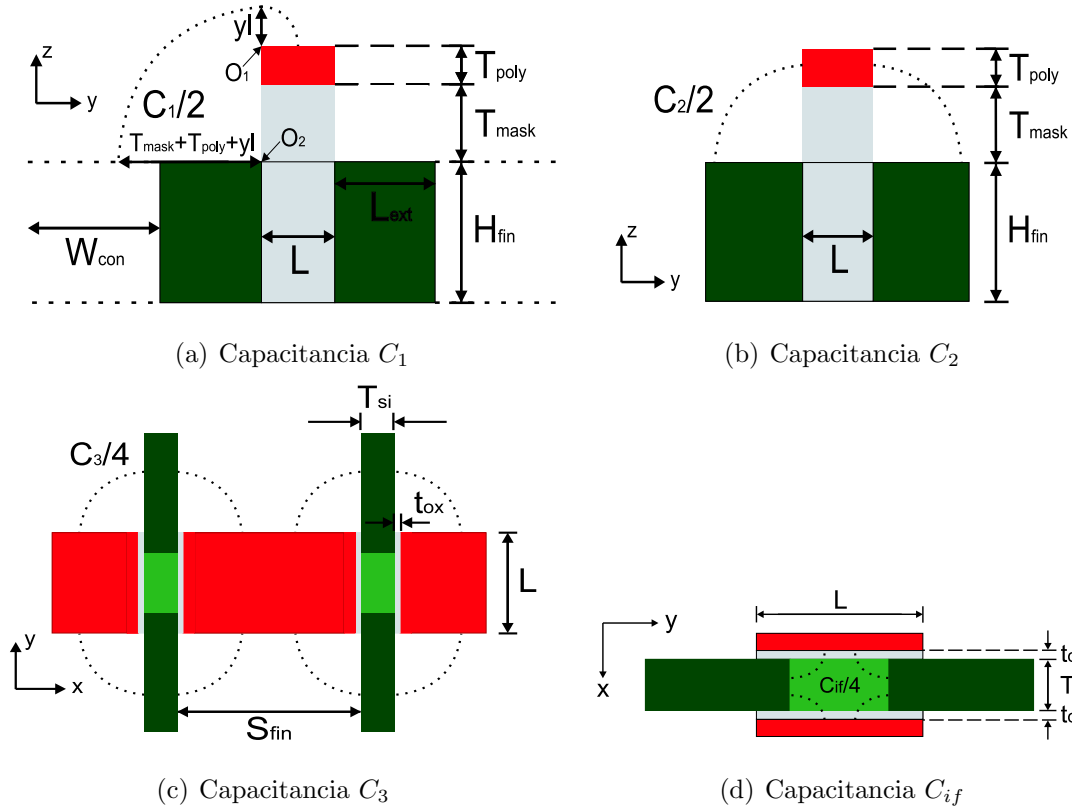 z
y
yl
O1
C1/2
Tmask+Tpoly+yl
O2
Tpoly
Tmask
Wcon
L
Lext
Hfin
(a) Capacitancia C1
C2/2
Tpoly
Tmask
z
y
L
Hfin
(b) Capacitancia C2
Tsi
C3/4
tox
L
y
x
Sfin
(c) Capacitancia C3
L
y
x
Cif/4
(d) Capacitancia Cif